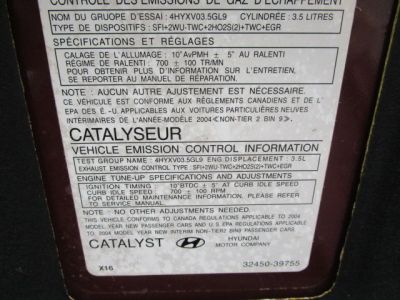 CONTRÔLE DES ÉMISSIONS DE GAZ D'ÉCHAPPEMENT
NOM DU GRUOPE D'ESSAI : 4HYXV03.5GL9 CYLINDRÉE : 3.5 LITRES
TYPE DE DISPOSITIFS : SFI+2WU-TWC+2HO2S(2)+TWC+EGR
SPÉCIFICATIONS ET RÉGLAGES
CALAGE DE L'ALLUMAGE : 10°AvPMH ± 5° AU RALENTI
RÉGIME DE RALENTI : 700 ± 100 TR/MN
POUR OBTENIR PLUS D'INFORMATION SUR L'ENTRETIEN,
SE REPORTER AU MANUEL DE RÉPARATION.
NOTE : AUCUN AUTRE AJUSTEMENT EST NÉCESSAIRE.
CE VÉHICULE EST CONFORME AUX RÈGLEMENTS CANADIENS ET DE L'
EPA DES É.-U. APPLICABLES AUX VOITURES PARTICULIÈRES NEUVES
INTÉRIMAIRES DE L'ANNÉE-MODÈLE 2004 <NON-TIER 2 BIN 9>.
CATALYSEUR
VEHICLE EMISSION CONTROL INFORMATION
TEST GROUP NAME : 4HYXV03.5GL9 ENG DISPLACEMENT : 3.5L
EXHAUST EMISSION CONTROL TYPE : SFI+2WU-TWC+2HO2S(2)+TWC+EGR
ENGINE TUNE-UP SPECIFICATIONS AND ADJUSTMENTS
IGNITION TIMING 10°BTDC ± 5° AT CURB IDLE SPEED
CURB IDLE SPEED 700 ± 100 RPM
FOR DETAILED MAINTENANCE INFORMATION, PLEASE REFER
TO SERVICE MANUAL.
NOTE : NO OTHER ADJUSTMENTS NEEDED.
THIS VEHICLE CONFORMS TO CANADA REGULATIONS APPLICABLE TO 2004
MODEL YEAR NEW PASSENGER CARS AND U.S EPA REGULATIONS APPLICABLE
TO 2004 MODEL YEAR NEW INTERIM NON-TIER2 BIN9 PASSENGER CARS
CATALYST HYUNDAI
MOTOR COMPANY
X16 32450-39755